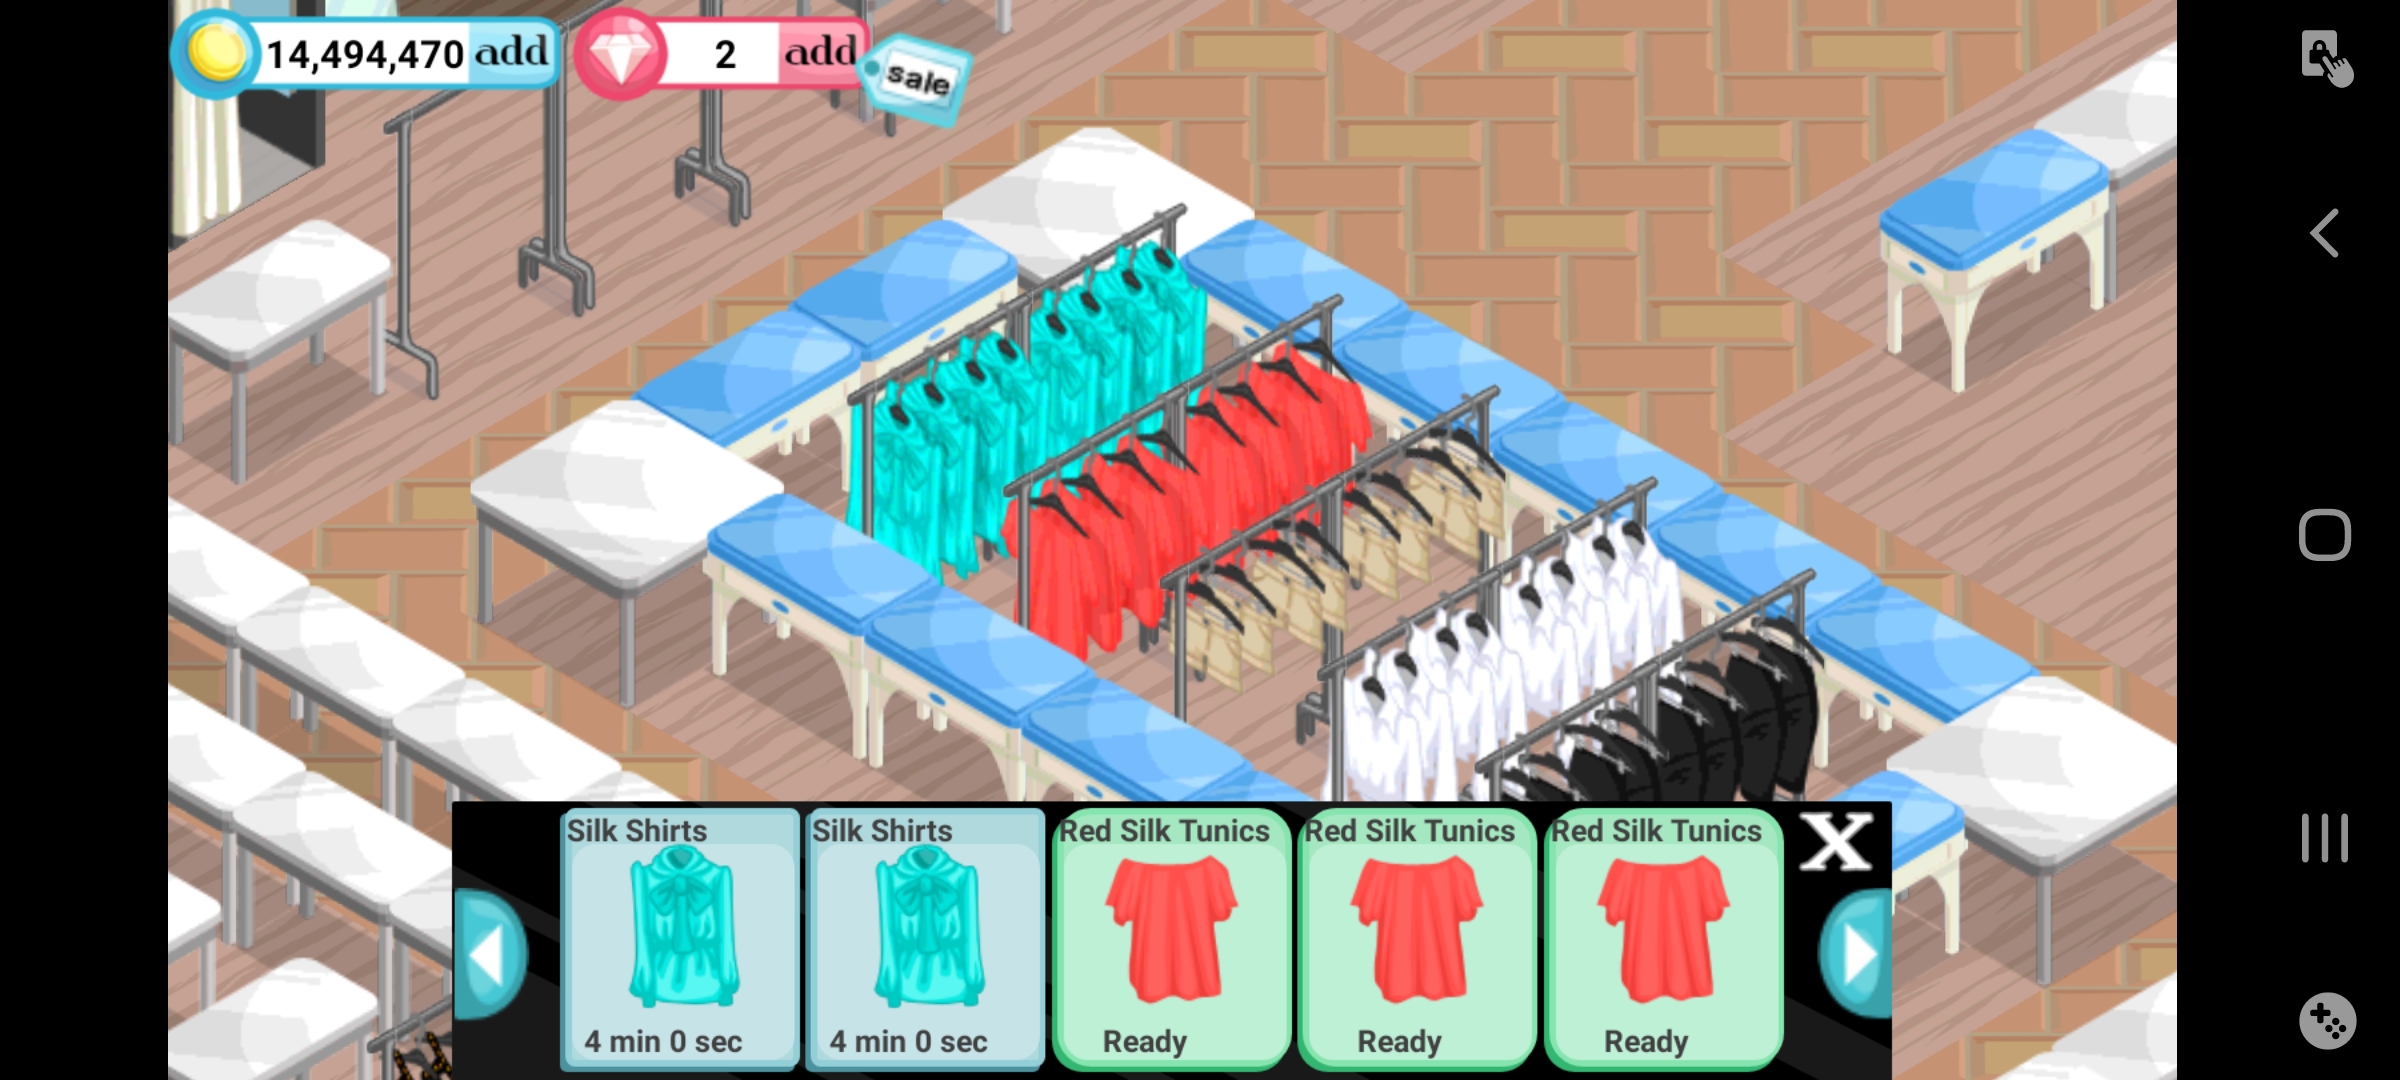 14,494,470 add
2 add
sale
Silk Shirts
4 min 0 sec
Silk Shirts
4 min 0 sec
Red Silk Tunics
Ready
Red Silk Tunics
Ready
Red Silk Tunics
Ready
X